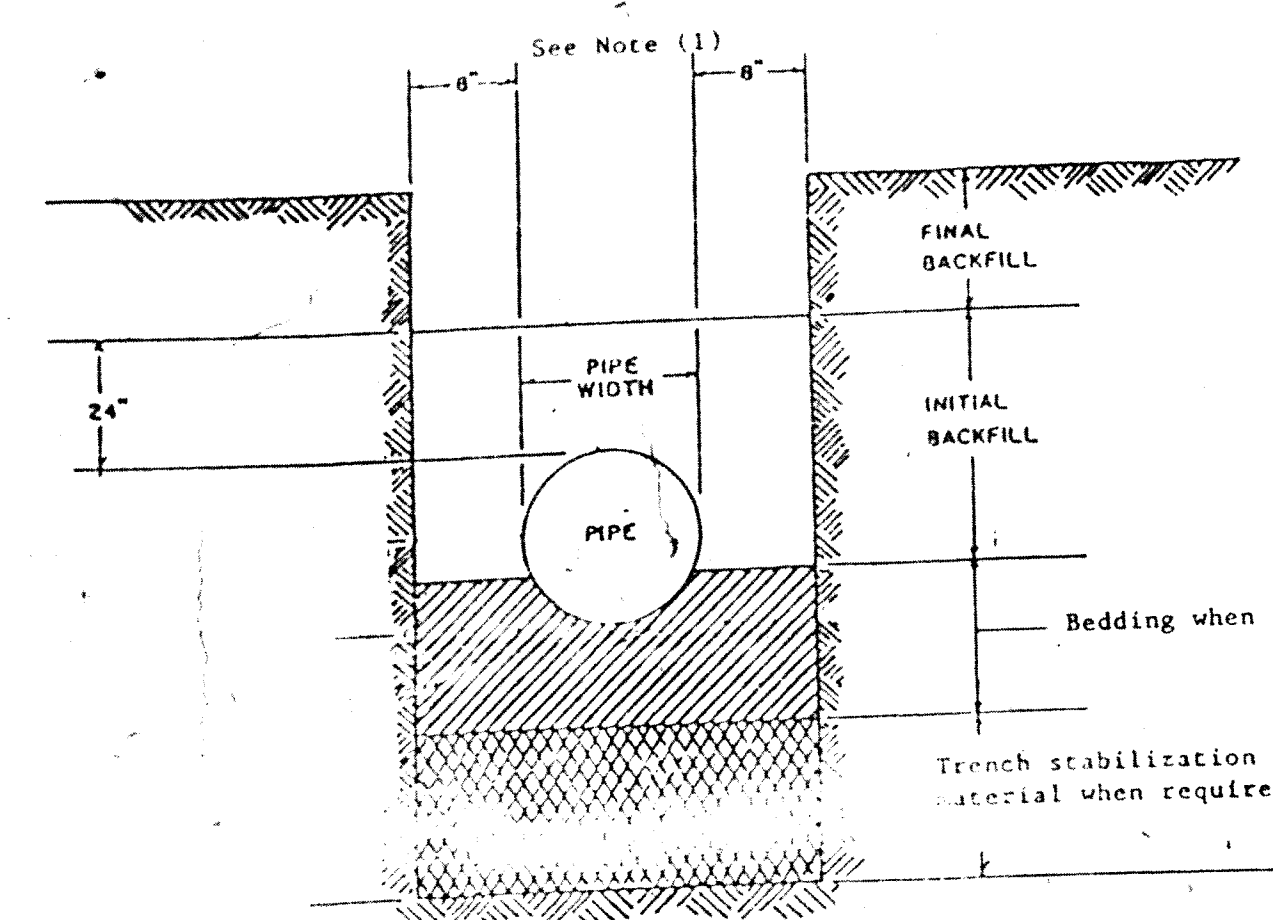 See Note (1)
8"
8"
FINAL
BACKFILL
PIPE
WIDTH
24"
INITIAL
BACKFILL
PIPE
Bedding when
Trench stabilization
material when require